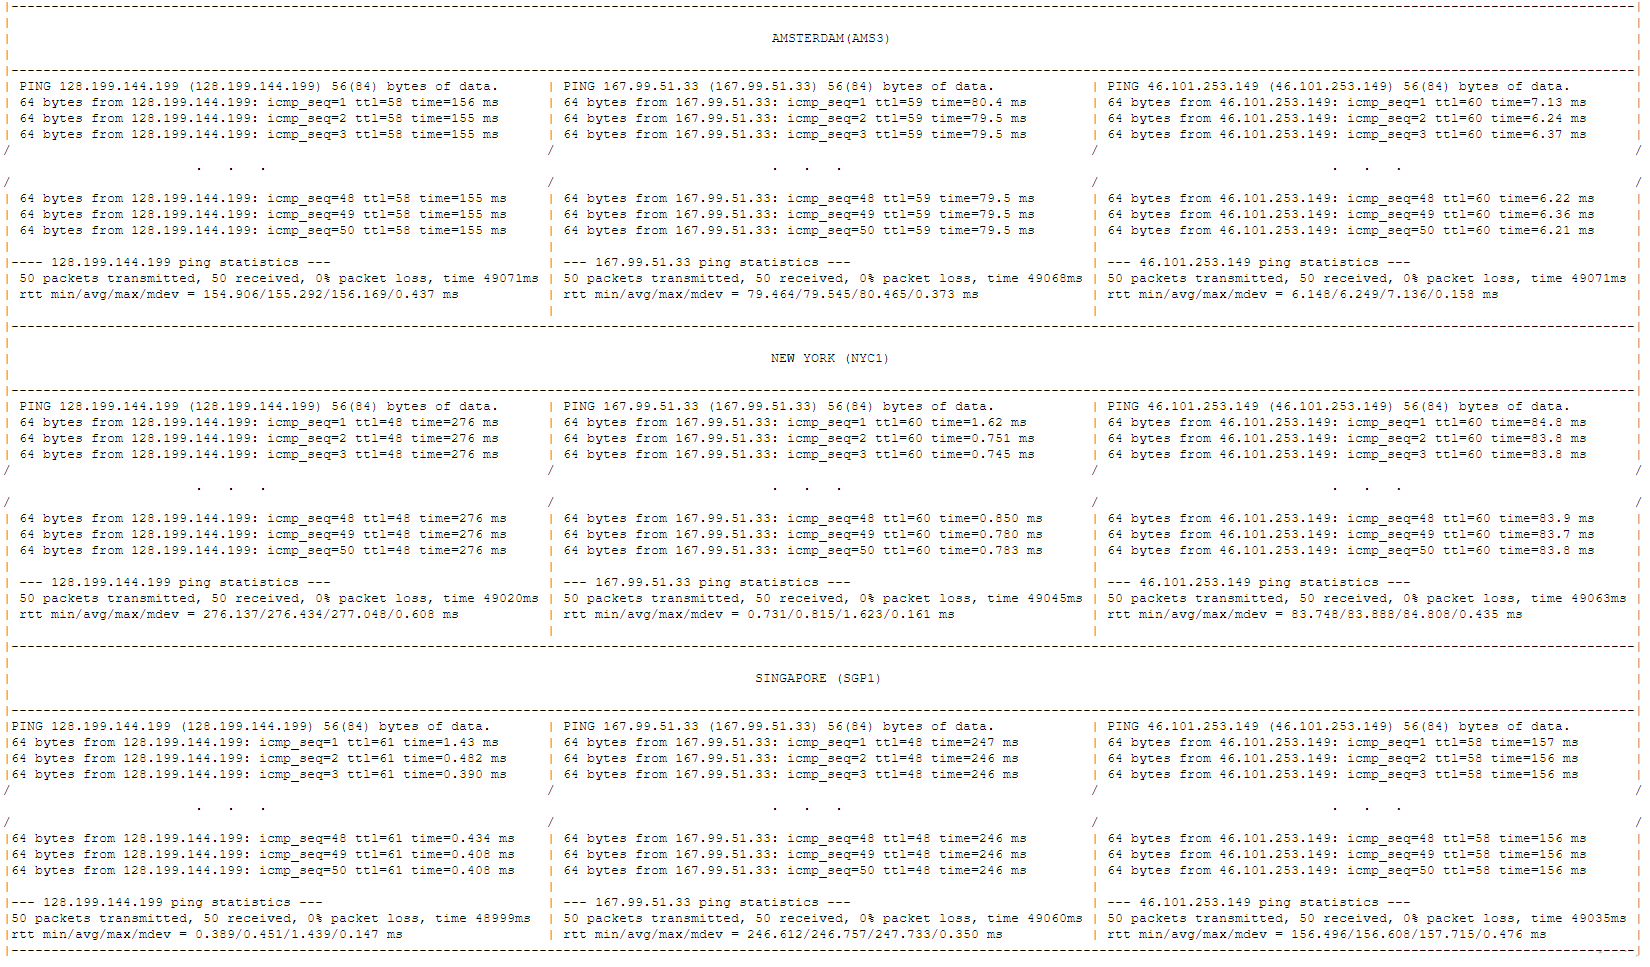 AMSTERDAM(AMS3)
PING 128.199.144.199 (128.199.144.199) 56(84) bytes of data. | PING 167.99.51.33 (167.99.51.33) 56(84) bytes of data. | PING 46.101.253.149 (46.101.253.149) 56(84) bytes of data.
64 bytes from 128.199.144.199: icmp_seq=1 ttl=58 time=156 ms | 64 bytes from 167.99.51.33: icmp_seq=1 ttl=59 time=80.4 ms | 64 bytes from 46.101.253.149: icmp_seq=1 ttl=60 time=7.13 ms
64 bytes from 128.199.144.199: icmp_seq=2 ttl=58 time=155 ms | 64 bytes from 167.99.51.33: icmp_seq=2 ttl=59 time=79.5 ms | 64 bytes from 46.101.253.149: icmp_seq=2 ttl=60 time=6.24 ms
64 bytes from 128.199.144.199: icmp_seq=3 ttl=58 time=155 ms | 64 bytes from 167.99.51.33: icmp_seq=3 ttl=59 time=79.5 ms | 64 bytes from 46.101.253.149: icmp_seq=3 ttl=60 time=6.37 ms
/ / / /
. . . . . . . . .
/ / / /
64 bytes from 128.199.144.199: icmp_seq=48 ttl=58 time=155 ms | 64 bytes from 167.99.51.33: icmp_seq=48 ttl=59 time=79.5 ms | 64 bytes from 46.101.253.149: icmp_seq=48 ttl=60 time=6.22 ms
64 bytes from 128.199.144.199: icmp_seq=49 ttl=58 time=155 ms | 64 bytes from 167.99.51.33: icmp_seq=49 ttl=59 time=79.5 ms | 64 bytes from 46.101.253.149: icmp_seq=49 ttl=60 time=6.36 ms
64 bytes from 128.199.144.199: icmp_seq=50 ttl=58 time=155 ms | 64 bytes from 167.99.51.33: icmp_seq=50 ttl=59 time=79.5 ms | 64 bytes from 46.101.253.149: icmp_seq=50 ttl=60 time=6.21 ms
---- 128.199.144.199 ping statistics --- | --- 167.99.51.33 ping statistics --- | --- 46.101.253.149 ping statistics ---
50 packets transmitted, 50 received, 0% packet loss, time 49071ms | 50 packets transmitted, 50 received, 0% packet loss, time 49068ms | 50 packets transmitted, 50 received, 0% packet loss, time 49071ms
rtt min/avg/max/mdev = 154.906/155.292/156.169/0.437 ms | rtt min/avg/max/mdev = 79.464/79.545/80.465/0.373 ms | rtt min/avg/max/mdev = 6.148/6.249/7.136/0.158 ms
NEW YORK (NYC1)
PING 128.199.144.199 (128.199.144.199) 56(84) bytes of data. | PING 167.99.51.33 (167.99.51.33) 56(84) bytes of data. | PING 46.101.253.149 (46.101.253.149) 56(84) bytes of data.
64 bytes from 128.199.144.199: icmp_seq=1 ttl=48 time=276 ms | 64 bytes from 167.99.51.33: icmp_seq=1 ttl=60 time=1.62 ms | 64 bytes from 46.101.253.149: icmp_seq=1 ttl=60 time=84.8 ms
64 bytes from 128.199.144.199: icmp_seq=2 ttl=48 time=276 ms | 64 bytes from 167.99.51.33: icmp_seq=2 ttl=60 time=0.751 ms | 64 bytes from 46.101.253.149: icmp_seq=2 ttl=60 time=83.8 ms
64 bytes from 128.199.144.199: icmp_seq=3 ttl=48 time=276 ms | 64 bytes from 167.99.51.33: icmp_seq=3 ttl=60 time=0.745 ms | 64 bytes from 46.101.253.149: icmp_seq=3 ttl=60 time=83.8 ms
/ / / /
. . . . . . . . .
/ / / /
64 bytes from 128.199.144.199: icmp_seq=48 ttl=48 time=276 ms | 64 bytes from 167.99.51.33: icmp_seq=48 ttl=60 time=0.850 ms | 64 bytes from 46.101.253.149: icmp_seq=48 ttl=60 time=83.9 ms
64 bytes from 128.199.144.199: icmp_seq=49 ttl=48 time=276 ms | 64 bytes from 167.99.51.33: icmp_seq=49 ttl=60 time=0.780 ms | 64 bytes from 46.101.253.149: icmp_seq=49 ttl=60 time=83.7 ms
64 bytes from 128.199.144.199: icmp_seq=50 ttl=48 time=276 ms | 64 bytes from 167.99.51.33: icmp_seq=50 ttl=60 time=0.783 ms | 64 bytes from 46.101.253.149: icmp_seq=50 ttl=60 time=83.8 ms
--- 128.199.144.199 ping statistics --- | --- 167.99.51.33 ping statistics --- | --- 46.101.253.149 ping statistics ---
50 packets transmitted, 50 received, 0% packet loss, time 49020ms | 50 packets transmitted, 50 received, 0% packet loss, time 49045ms | 50 packets transmitted, 50 received, 0% packet loss, time 49063ms
rtt min/avg/max/mdev = 276.137/276.434/277.048/0.608 ms | rtt min/avg/max/mdev = 0.731/0.815/1.623/0.161 ms | rtt min/avg/max/mdev = 83.748/83.888/84.808/0.435 ms
SINGAPORE (SGP1)
PING 128.199.144.199 (128.199.144.199) 56(84) bytes of data. | PING 167.99.51.33 (167.99.51.33) 56(84) bytes of data. | PING 46.101.253.149 (46.101.253.149) 56(84) bytes of data.
64 bytes from 128.199.144.199: icmp_seq=1 ttl=61 time=1.43 ms | 64 bytes from 167.99.51.33: icmp_seq=1 ttl=48 time=247 ms | 64 bytes from 46.101.253.149: icmp_seq=1 ttl=58 time=157 ms
64 bytes from 128.199.144.199: icmp_seq=2 ttl=61 time=0.482 ms | 64 bytes from 167.99.51.33: icmp_seq=2 ttl=48 time=246 ms | 64 bytes from 46.101.253.149: icmp_seq=2 ttl=58 time=156 ms
64 bytes from 128.199.144.199: icmp_seq=3 ttl=61 time=0.390 ms | 64 bytes from 167.99.51.33: icmp_seq=3 ttl=48 time=246 ms | 64 bytes from 46.101.253.149: icmp_seq=3 ttl=58 time=156 ms
/ / / /
. . . . . . . . .
/ / / /
64 bytes from 128.199.144.199: icmp_seq=48 ttl=61 time=0.434 ms | 64 bytes from 167.99.51.33: icmp_seq=48 ttl=48 time=246 ms | 64 bytes from 46.101.253.149: icmp_seq=48 ttl=58 time=156 ms
64 bytes from 128.199.144.199: icmp_seq=49 ttl=61 time=0.408 ms | 64 bytes from 167.99.51.33: icmp_seq=49 ttl=48 time=246 ms | 64 bytes from 46.101.253.149: icmp_seq=49 ttl=58 time=156 ms
64 bytes from 128.199.144.199: icmp_seq=50 ttl=61 time=0.408 ms | 64 bytes from 167.99.51.33: icmp_seq=50 ttl=48 time=246 ms | 64 bytes from 46.101.253.149: icmp_seq=50 ttl=58 time=156 ms
--- 128.199.144.199 ping statistics --- | --- 167.99.51.33 ping statistics --- | --- 46.101.253.149 ping statistics ---
50 packets transmitted, 50 received, 0% packet loss, time 48999ms | 50 packets transmitted, 50 received, 0% packet loss, time 49060ms | 50 packets transmitted, 50 received, 0% packet loss, time 49035ms
rtt min/avg/max/mdev = 0.389/0.451/1.439/0.147 ms | rtt min/avg/max/mdev = 246.612/246.757/247.733/0.350 ms | rtt min/avg/max/mdev = 156.496/156.608/157.715/0.476 ms